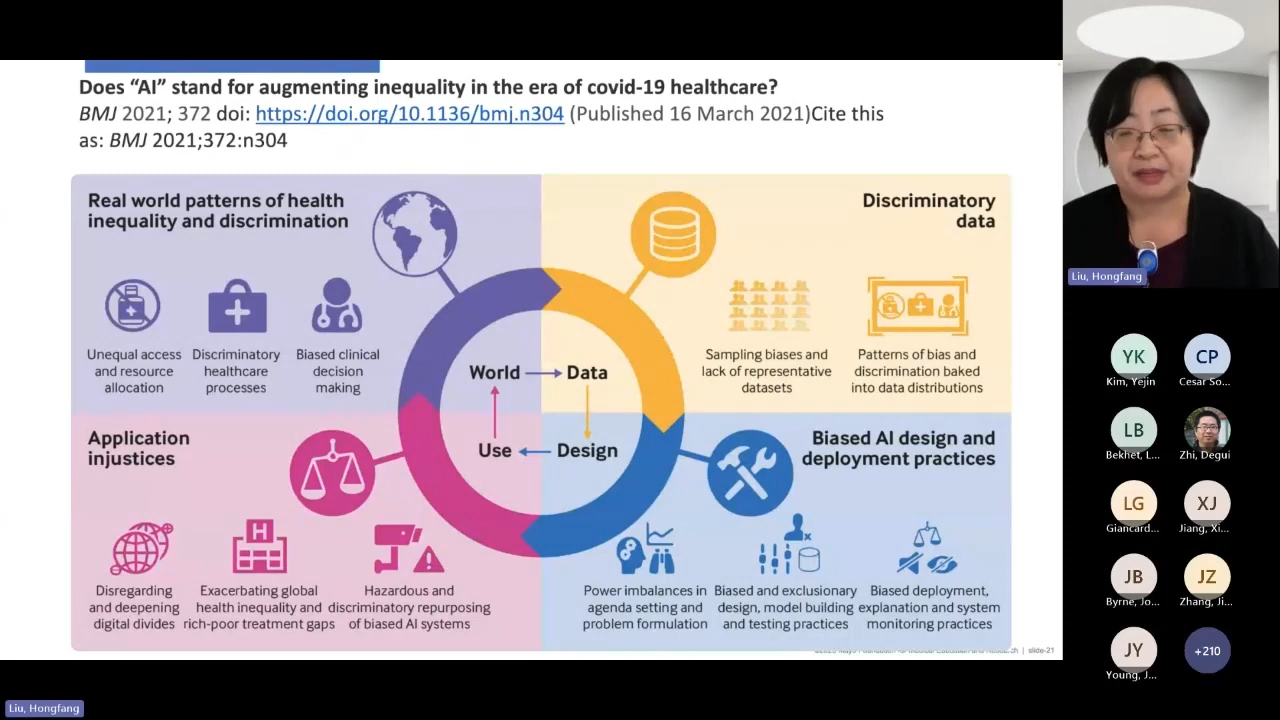 Does “AI” stand for augmenting inequality in the era of covid-19 healthcare?
BMJ 2021; 372 doi: https://doi.org/10.1136/bmj.n304 (Published 16 March 2021)Cite this
as: BMJ 2021;372:n304
Real world patterns of health
inequality and discrimination
Unequal access
and resource
allocation
Discriminatory
healthcare
processes
Biased clinical
decision
making
Discriminatory
data
Sampling biases and
lack of representative
datasets
Patterns of bias and
discrimination baked
into data distributions
World
Data
Use
Design
Application
injustices
H
Disregarding
and deepening
digital divides
Exacerbating global
health inequality and
rich-poor treatment gaps
Hazardous and
discriminatory repurposing
of biased AI systems
Biased AI design and
deployment practices
Power imbalances in
agenda setting and
problem formulation
Biased and exclusionary
design, model building
and testing practices
Biased deployment,
explanation and system
monitoring practices
slide-21
Liu, Hongfang
YK
Kim, Yejin
CP
Cesar So...
LB
Bekhet, L...
Zhi, Degui
LG
Giancard...
XJ
Jiang, Xi...
JB
Byrne, Jo...
JZ
Zhang, Ji...
JY
Young, J...
+210
Liu, Hongfang